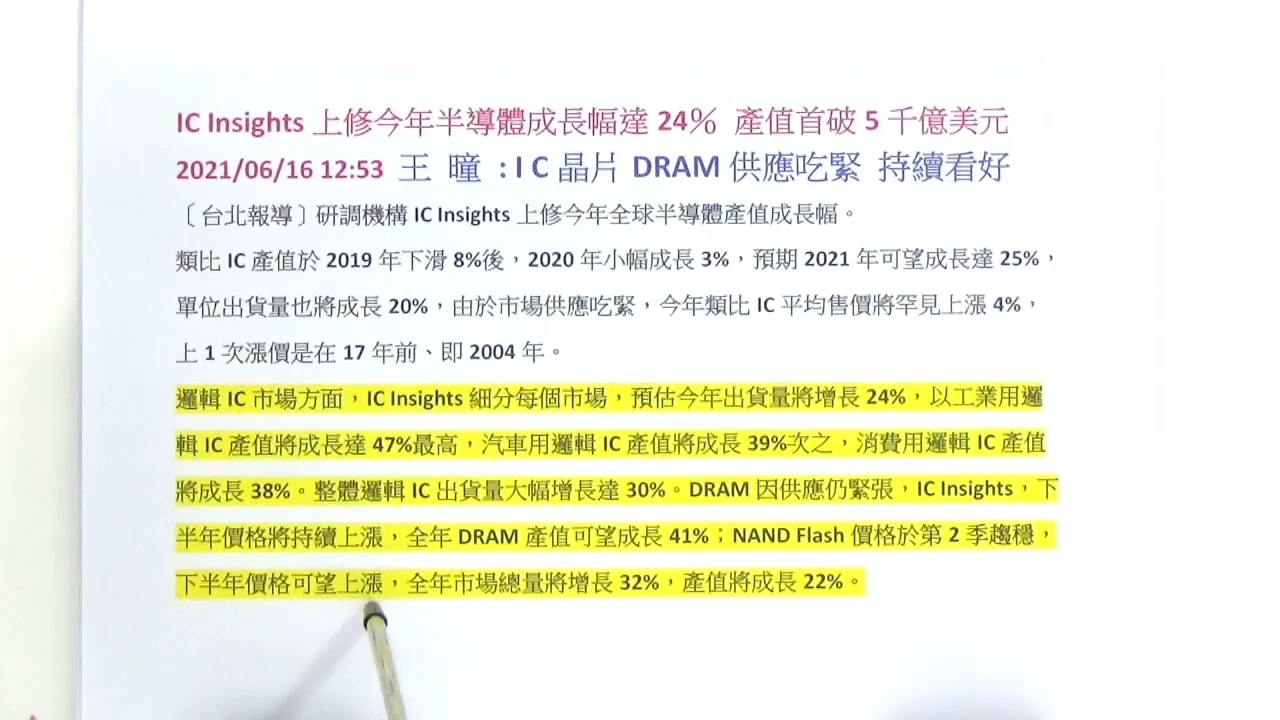 IC Insights 上修今年半導體成長幅達 24% 產值首破 5 千億美元
2021/06/16 12:53 王 瞳 : I C 晶片 DRAM 供應吃緊 持續看好
〔台北報導〕研調機構 IC Insights 上修今年全球半導體產值成長幅。
類比 IC 產值於 2019 年下滑 8%後，2020 年小幅成長 3%，預期 2021 年可望成長達 25%，
單位出貨量也將成長 20%，由於市場供應吃緊，今年類比 IC 平均售價將罕見上漲 4%，
上 1 次漲價是在 17 年前、即 2004 年。
邏輯 IC 市場方面，IC Insights 細分每個市場，預估今年出貨量將增長 24%，以工業用邏
輯 IC 產值將成長達 47%最高，汽車用邏輯 IC 產值將成長 39%次之，消費用邏輯 IC 產值
將成長 38%。整體邏輯 IC 出貨量大幅增長達 30%。DRAM 因供應仍緊張，IC Insights，下
半年價格將持續上漲，全年 DRAM 產值可望成長 41%；NAND Flash 價格於第 2 季趨穩，
下半年價格可望上漲，全年市場總量將增長 32%，產值將成長 22%。